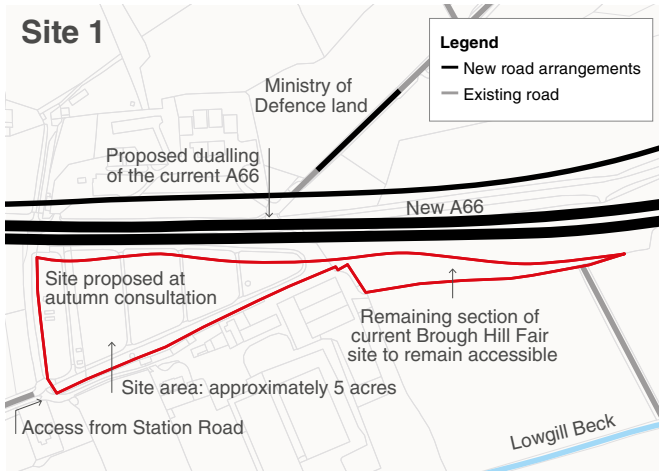 Site 1
Legend
New road arrangements
Existing road
Ministry of
Defence land
Proposed dualling
of the current A66
New A66
Site proposed at
autumn consultation
Remaining section of
current Brough Hill Fair
site to remain accessible
Site area: approximately 5 acres
Access from Station Road
Lowgill Beck